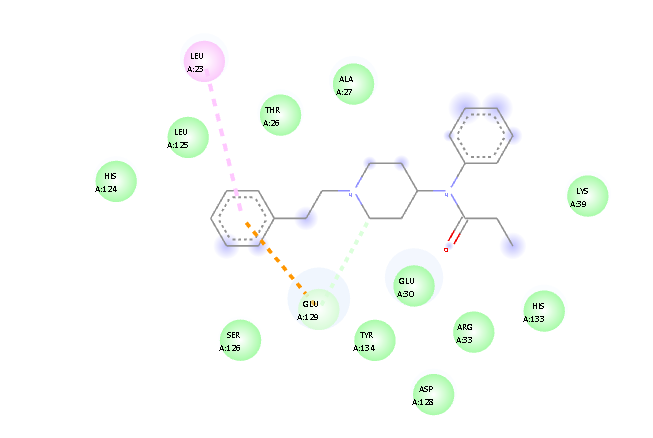 LEU
A:23
ALA
A:27
THR
A:26
LEU
A:125
HIS
A:124
LYS
A:39
N
N
O
GLU
A:30
GLU
A:129
HIS
A:133
ARG
A:33
SER
A:126
TYR
A:134
ASP
A:128